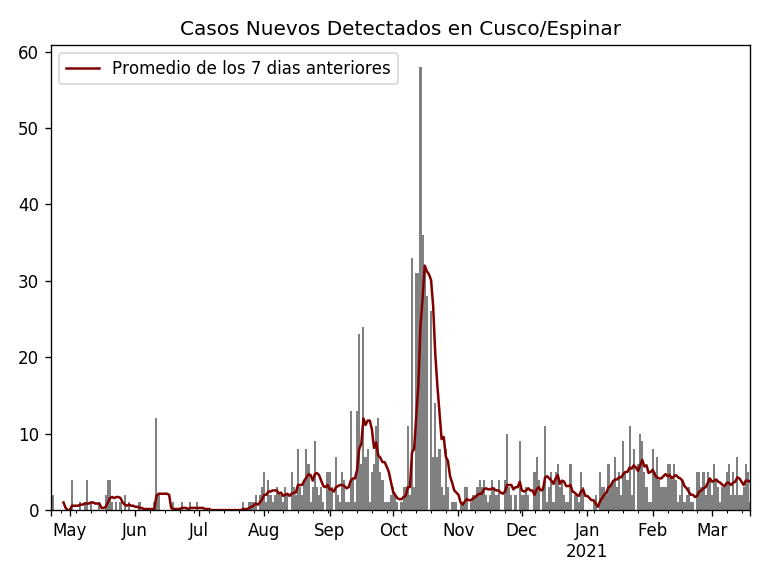 Casos Nuevos Detectados en Cusco/Espinar
Promedio de los 7 dias anteriores
60
50
40
30
20
10
0
May Jun Jul Aug Sep Oct Nov Dec Jan Feb Mar
2021